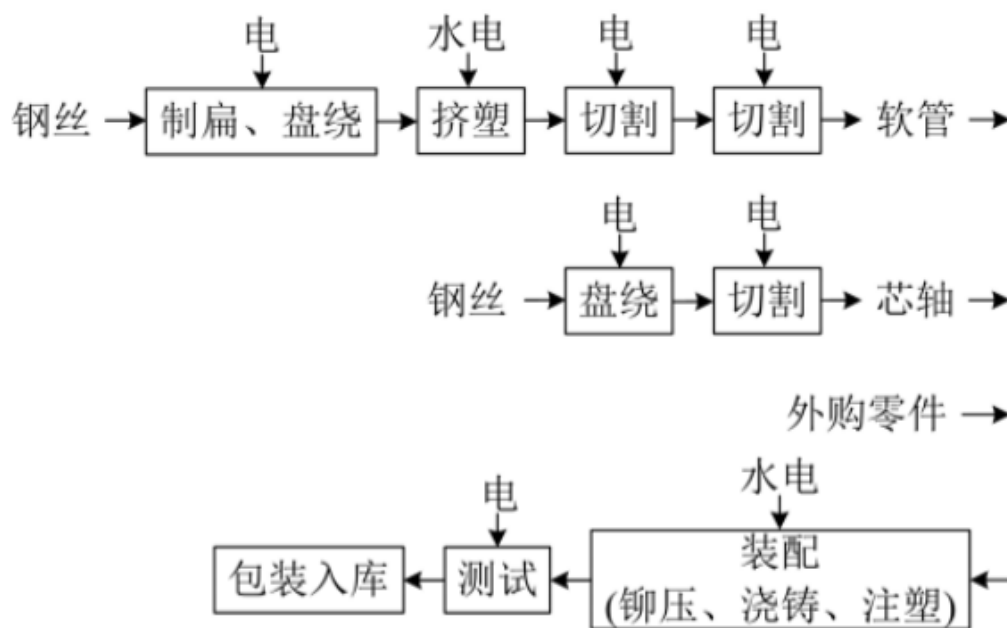 电 水电 电 电
钢丝 制扁、盘绕 挤塑 切割 切割 软管
电 电
钢丝 盘绕 切割 芯轴
外购零件
电 水电
包装入库 测试 装配
(铆压、浇铸、注塑)